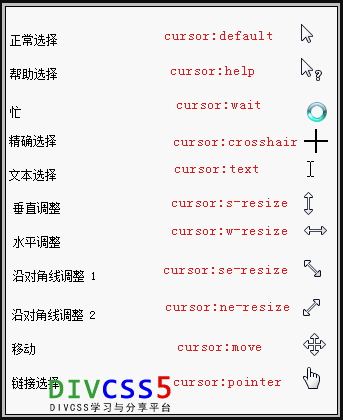 正常选择 cursor:default
帮助选择 cursor:help
忙 cursor:wait
精确选择 cursor:crosshair
文本选择 cursor:text
垂直调整 cursor:s-resize
水平调整 cursor:w-resize
沿对角线调整 1 cursor:se-resize
沿对角线调整 2 cursor:ne-resize
移动 cursor:move
链接选择 cursor:pointer
DIVCSS5
DIVCSS学习与分享平台